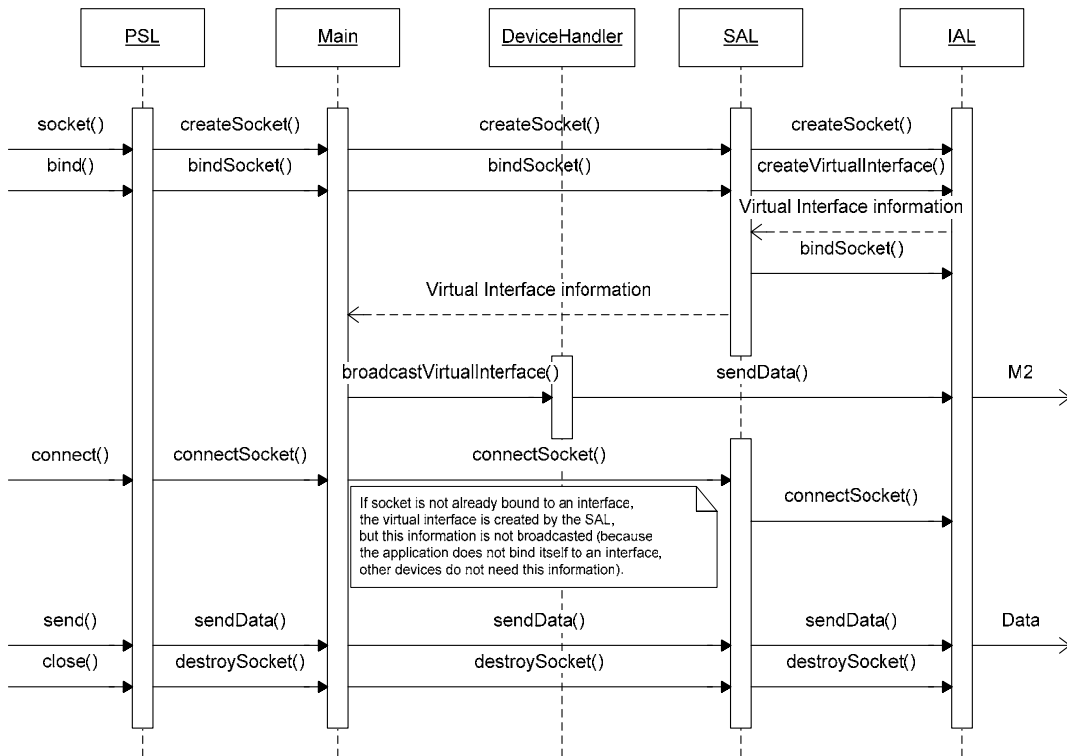 PSL Main DeviceHandler SAL IAL
socket() createSocket() createSocket() createSocket()
bind() bindSocket() bindSocket() createVirtualInterface()
Virtual Interface information
bindSocket()
Virtual Interface information
broadcastVirtualInterface() sendData() M2
connect() connectSocket() connectSocket()
connectSocket()
If socket is not already bound to an interface,
the virtual interface is created by the SAL,
but this information is not broadcasted (because
the application does not bind itself to an interface,
other devices do not need this information).
send() sendData() sendData() sendData() Data
close() destroySocket() destroySocket() destroySocket()